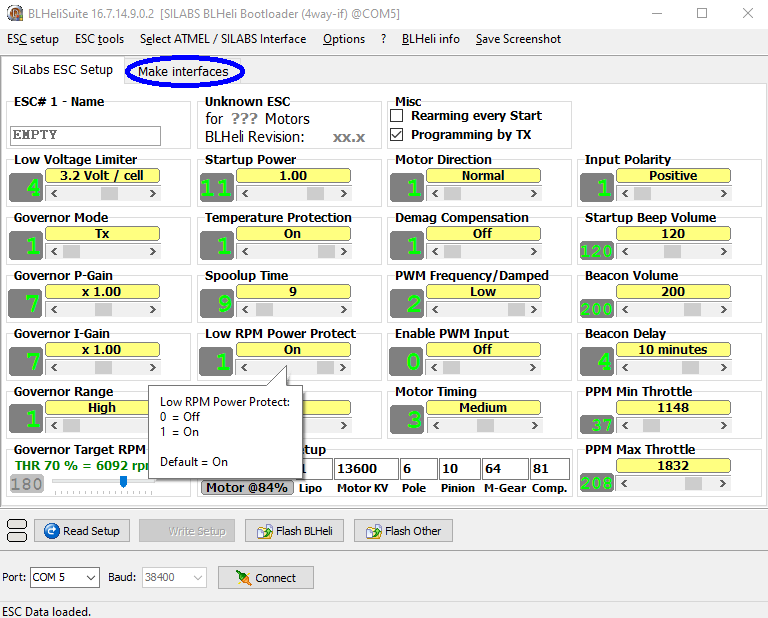 BLHeliSuite 16.7.14.9.0.2 [SILABS BLHeli Bootloader (4way-if) @COM5]
ESC setup ESC tools Select ATMEL / SILABS Interface Options ? BLHeli info Save Screenshot
SiLabs ESC Setup Make interfaces
ESC# 1 - Name
EMPTY
Unknown ESC
for ??? Motors
BLHeli Revision: xx.x
Misc
Rearming every Start
Programming by TX
Low Voltage Limiter
4 3.2 Volt / cell
Startup Power
11 1.00
Motor Direction
1 Normal
Input Polarity
1 Positive
Governor Mode
1 Tx
Temperature Protection
1 On
Demag Compensation
1 Off
Startup Beep Volume
120 120
Governor P-Gain
7 x 1.00
Spoolup Time
9 9
PWM Frequency/Damped
2 Low
Beacon Volume
200 200
Governor I-Gain
7 x 1.00
Low RPM Power Protect
1 On
Enable PWM Input
0 Off
Beacon Delay
4 10 minutes
Governor Range
1 High
Low RPM Power Protect:
0 = Off
1 = On
Default = On
Motor Timing
3 Medium
PPM Min Throttle
37 1148
Governor Target RPM
THR 70 % = 6092 rpm
180
etup
1 13600 6 10 64 81
Motor @84% Lipo Motor KV Pole Pinion M-Gear Comp.
PPM Max Throttle
208 1832
Read Setup Write Setup Flash BLHeli Flash Other
Port: COM 5 Baud: 38400 Connect
ESC Data loaded.